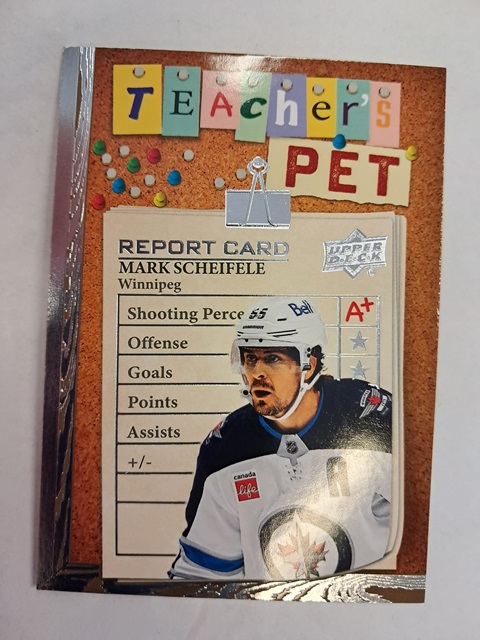 TEAcher's
PET
REPORT CARD
UPPER
DECK
MARK SCHEIFELE
Winnipeg
Shooting Perce
A+
Offense
Goals
Points
Assists
+/-
55
Bell
canada
life
A